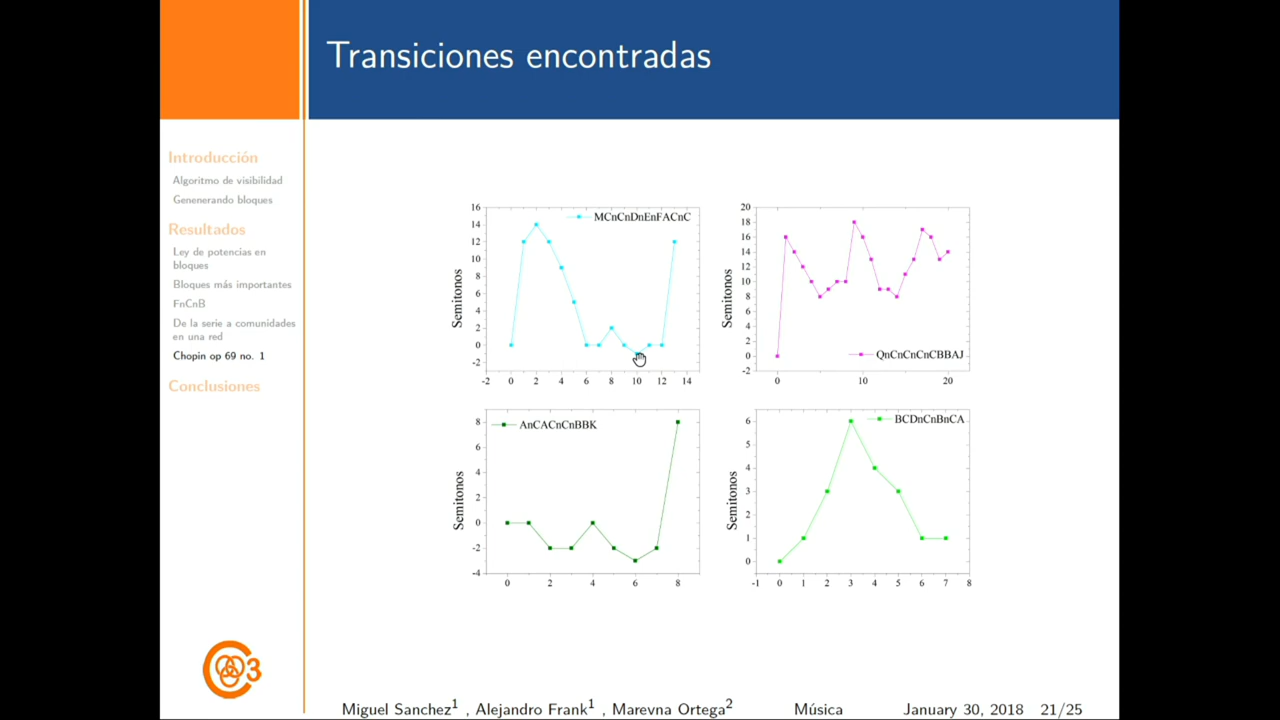 Transiciones encontradas
Introducción
Algoritmo de visibilidad
Genenerando bloques
Resultados
Ley de potencias en
bloques
Bloques más importantes
FnCnB
De la serie a comunidades
en una red
Chopin op 69 no. 1
Conclusiones
MCnCnDnEnFACnC
Semitonos
16
14
12
10
8
6
4
2
0
-2
-2 0 2 4 6 8 10 12 14
QnCnCnCnCBBAJ
Semitonos
20
18
16
14
12
10
8
6
4
2
0
-2
0 10 20
AnCACnCnBBK
Semitonos
8
6
4
2
0
-2
-4
0 2 4 6 8
BCDnCnBnCA
Semitonos
6
5
4
3
2
1
0
-1 0 1 2 3 4 5 6 7 8
C3
Miguel Sanchez1 , Alejandro Frank1 , Marevna Ortega2 Música January 30, 2018 21/25